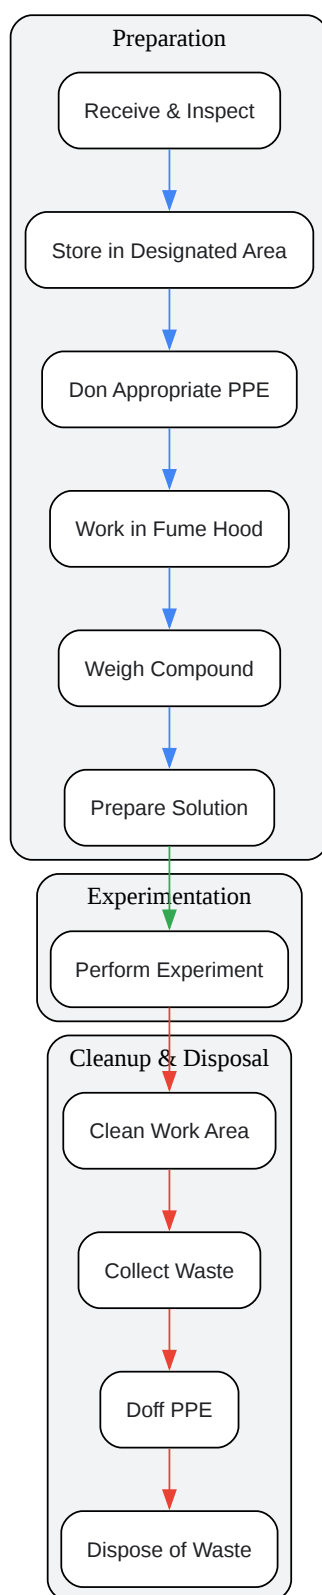 Preparation
Receive & Inspect
Store in Designated Area
Don Appropriate PPE
Work in Fume Hood
Weigh Compound
Prepare Solution
Experimentation
Perform Experiment
Cleanup & Disposal
Clean Work Area
Collect Waste
Doff PPE
Dispose of Waste